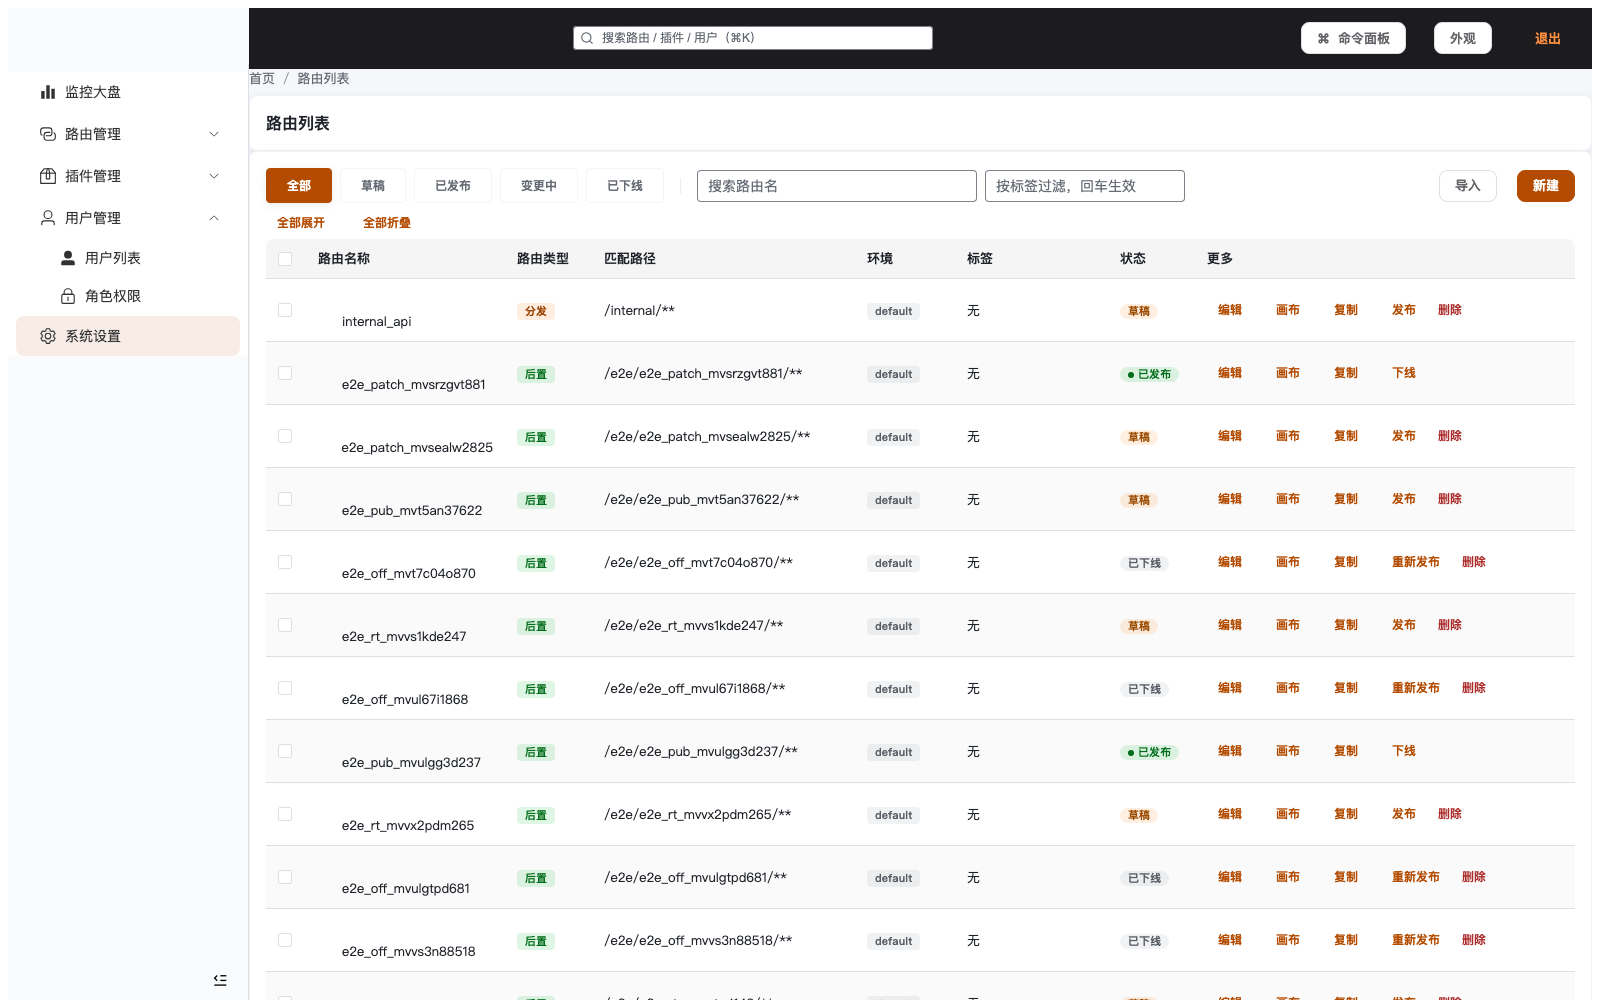 搜索路由 / 插件 / 用户（⌘K）
⌘ 命令面板
外观
退出
监控大盘
路由管理
插件管理
用户管理
用户列表
角色权限
系统设置
首页 / 路由列表
路由列表
全部 草稿 已发布 变更中 已下线 搜索路由名 按标签过滤，回车生效 导入 新建
全部展开 全部折叠
路由名称 路由类型 匹配路径 环境 标签 状态 更多
internal_api 分发 /internal/** default 无 草稿 编辑 画布 复制 发布 删除
e2e_patch_mvsrzgvt881 后置 /e2e/e2e_patch_mvsrzgvt881/** default 无 已发布 编辑 画布 复制 下线
e2e_patch_mvsealw2825 后置 /e2e/e2e_patch_mvsealw2825/** default 无 草稿 编辑 画布 复制 发布 删除
e2e_pub_mvt5an37622 后置 /e2e/e2e_pub_mvt5an37622/** default 无 草稿 编辑 画布 复制 发布 删除
e2e_off_mvt7c04o870 后置 /e2e/e2e_off_mvt7c04o870/** default 无 已下线 编辑 画布 复制 重新发布 删除
e2e_rt_mvvs1kde247 后置 /e2e/e2e_rt_mvvs1kde247/** default 无 草稿 编辑 画布 复制 发布 删除
e2e_off_mvul67i1868 后置 /e2e/e2e_off_mvul67i1868/** default 无 已下线 编辑 画布 复制 重新发布 删除
e2e_pub_mvulgg3d237 后置 /e2e/e2e_pub_mvulgg3d237/** default 无 已发布 编辑 画布 复制 下线
e2e_rt_mvvx2pdm265 后置 /e2e/e2e_rt_mvvx2pdm265/** default 无 草稿 编辑 画布 复制 发布 删除
e2e_off_mvulgtpd681 后置 /e2e/e2e_off_mvulgtpd681/** default 无 已下线 编辑 画布 复制 重新发布 删除
e2e_off_mvvs3n88518 后置 /e2e/e2e_off_mvvs3n88518/** default 无 已下线 编辑 画布 复制 重新发布 删除